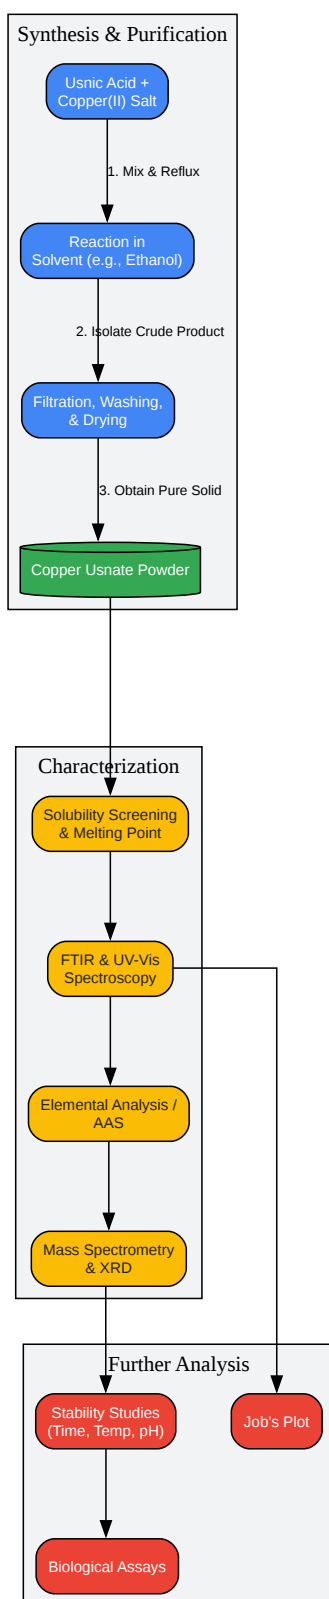 Synthesis & Purification
Usnic Acid +
Copper(II) Salt
1. Mix & Reflux
Reaction in
Solvent (e.g., Ethanol)
2. Isolate Crude Product
Filtration, Washing,
& Drying
3. Obtain Pure Solid
Copper Usnate Powder
Characterization
Solubility Screening
& Melting Point
FTIR & UV-Vis
Spectroscopy
Elemental Analysis /
AAS
Mass Spectrometry
& XRD
Further Analysis
Stability Studies
(Time, Temp, pH)
Job's Plot
Biological Assays